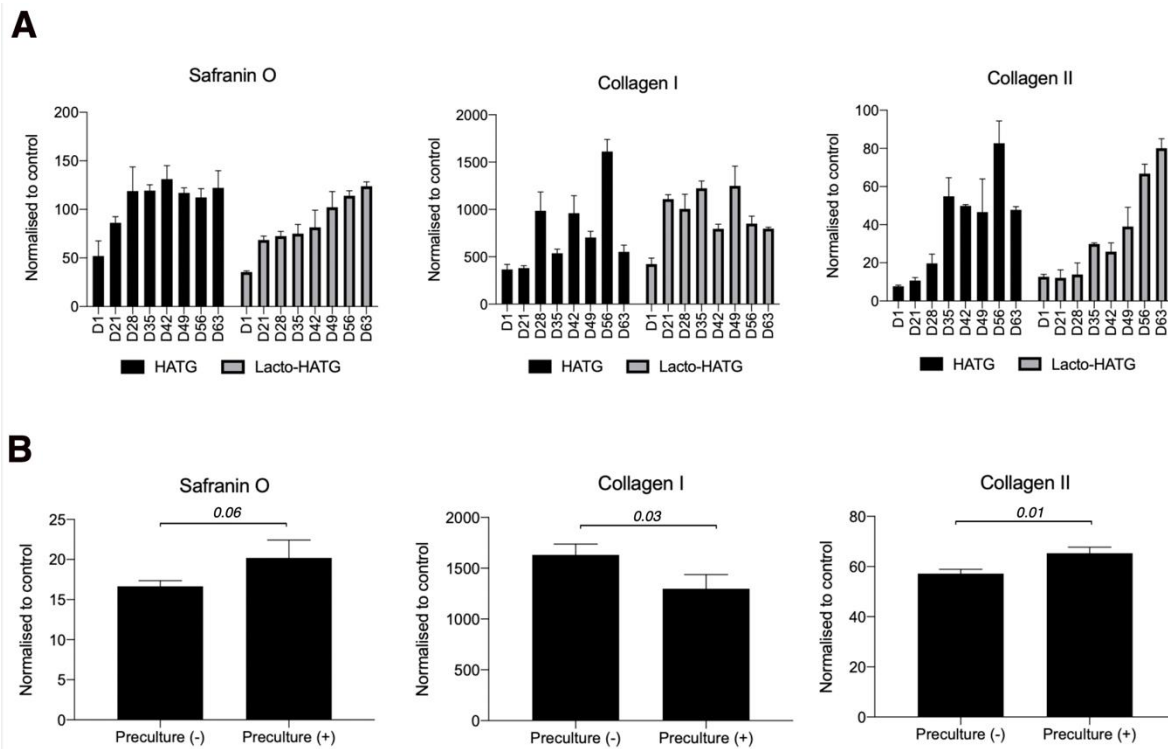 A
Safranin O
Normalised to control
200
150
100
50
0
D1
D21
D28
D35
D42
D49
D56
D63
D1
D21
D28
D35
D42
D49
D56
D63
HATG
Lacto-HATG
Collagen I
Normalised to control
2000
1500
1000
500
0
D1
D21
D28
D35
D42
D49
D56
D63
D1
D21
D28
D35
D42
D49
D56
D63
HATG
Lacto-HATG
Collagen II
Normalised to control
100
80
60
40
20
0
D1
D21
D28
D35
D42
D49
D56
D63
D1
D21
D28
D35
D42
D49
D56
D63
HATG
Lacto-HATG
B
Safranin O
0.06
Normalised to control
25
20
15
10
5
0
Preculture (-)
Preculture (+)
Collagen I
0.03
Normalised to control
2000
1500
1000
500
0
Preculture (-)
Preculture (+)
Collagen II
0.01
Normalised to control
80
60
40
20
0
Preculture (-)
Preculture (+)